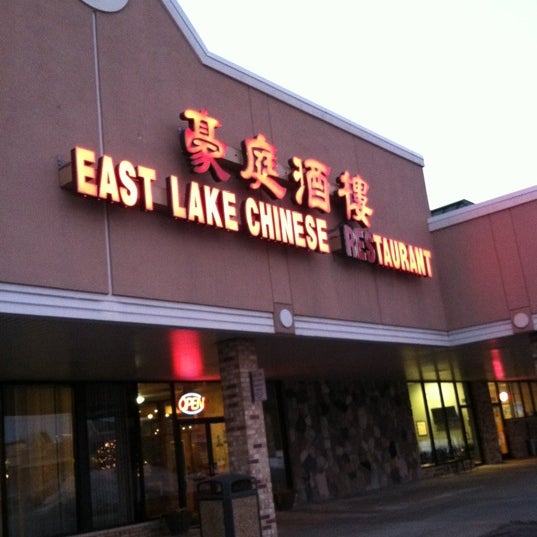 豪庭酒樓
EAST LAKE CHINESE RESTAURANT
OPEN